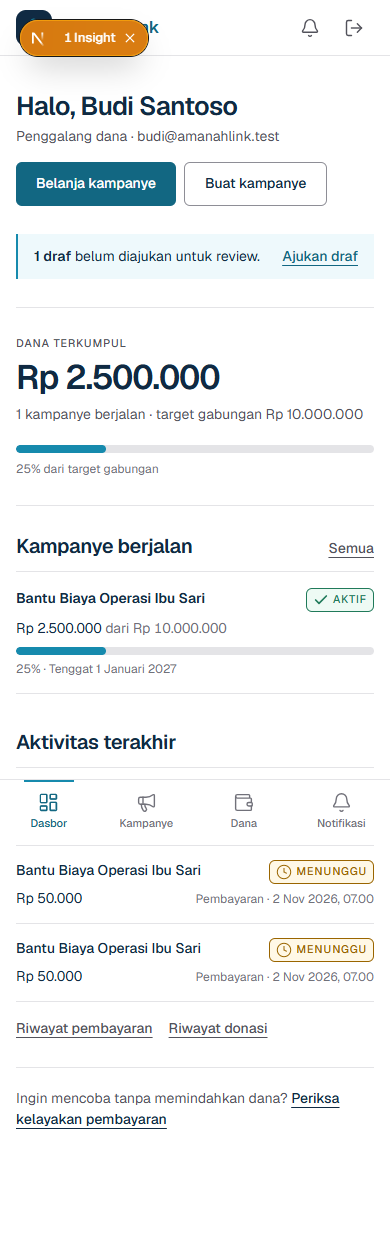 1 Insight
nk
Halo, Budi Santoso
Penggalang dana · budi@amanahlink.test
Belanja kampanye
Buat kampanye
1 draf belum diajukan untuk review. Ajukan draf
DANA TERKUMPUL
Rp 2.500.000
1 kampanye berjalan · target gabungan Rp 10.000.000
25% dari target gabungan
Kampanye berjalan Semua
Bantu Biaya Operasi Ibu Sari AKTIF
Rp 2.500.000 dari Rp 10.000.000
25% · Tenggat 1 Januari 2027
Aktivitas terakhir
Dasbor Kampanye Dana Notifikasi
Bantu Biaya Operasi Ibu Sari MENUNGGU
Rp 50.000 Pembayaran · 2 Nov 2026, 07.00
Bantu Biaya Operasi Ibu Sari MENUNGGU
Rp 50.000 Pembayaran · 2 Nov 2026, 07.00
Riwayat pembayaran Riwayat donasi
Ingin mencoba tanpa memindahkan dana? Periksa
kelayakan pembayaran